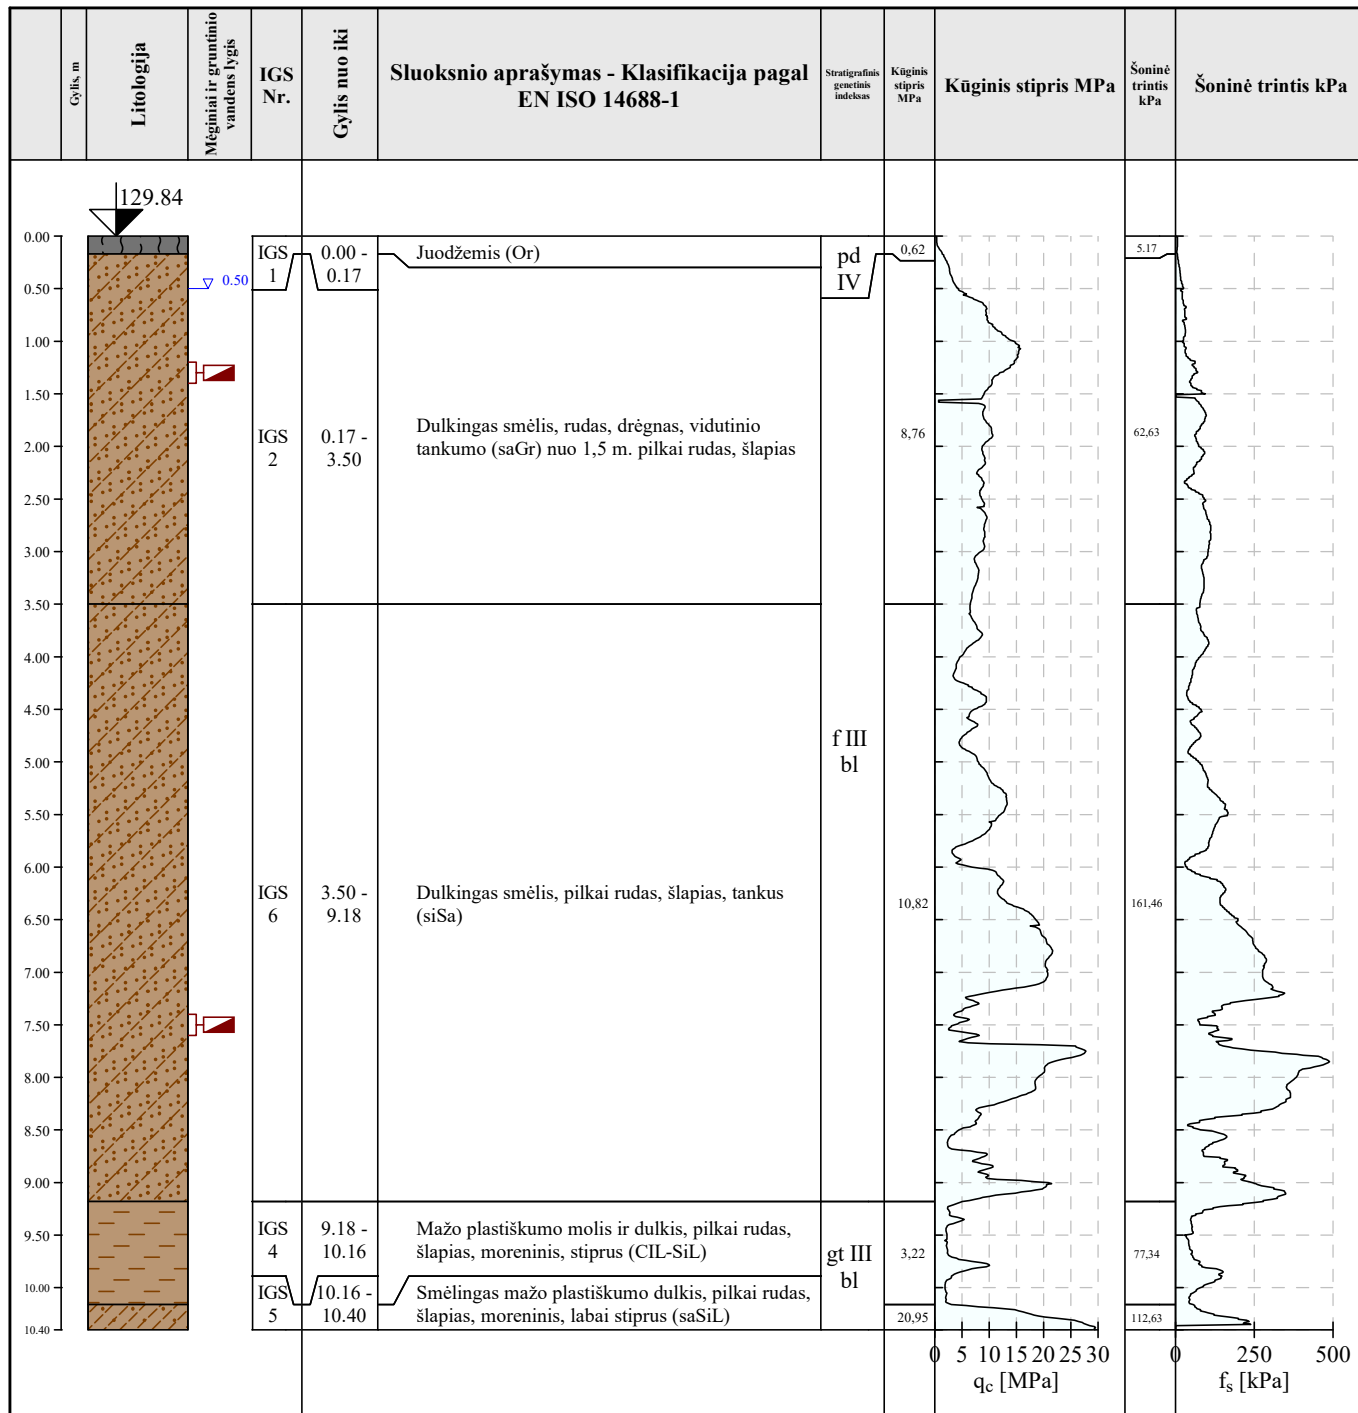 Gylis, m
Litologija
Mėginiai ir gruntinio
vandens lygis
IGS
Nr.
Gylis nuo iki
Sluoksnio aprašymas - Klasifikacija pagal
EN ISO 14688-1
Stratigrafinis
genetinis
indeksas
Kūginis
stipris
MPa
Kūginis stipris MPa
Šoninė
trintis
kPa
Šoninė trintis kPa
129.84
0.00
0.50
1.00
1.50
2.00
2.50
3.00
3.50
4.00
4.50
5.00
5.50
6.00
6.50
7.00
7.50
8.00
8.50
9.00
9.50
10.00
10.40
0.50
IGS
1
0.00 -
0.17
Juodžemis (Or)
pd
IV
0,62
5.17
IGS
2
0.17 -
3.50
Dulkingas smėlis, rudas, drėgnas, vidutinio
tankumo (saGr) nuo 1,5 m. pilkai rudas, šlapias
8,76
62,63
f III
bl
IGS
6
3.50 -
9.18
Dulkingas smėlis, pilkai rudas, šlapias, tankus
(siSa)
10,82
161,46
IGS
4
9.18 -
10.16
Mažo plastiškumo molis ir dulkis, pilkai rudas,
šlapias, moreninis, stiprus (CIL-SiL)
gt III
bl
3,22
77,34
IGS
5
10.16 -
10.40
Smėlingas mažo plastiškumo dulkis, pilkai rudas,
šlapias, moreninis, labai stiprus (saSiL)
20,95
112,63
0 5 10 15 20 25 30
qc [MPa]
0 250 500
fs [kPa]